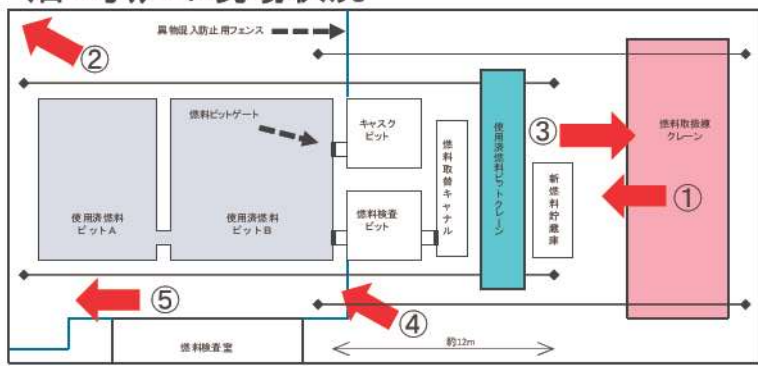 異物混入防止用フェンス
②
燃料ピットゲート
キャスク
ピット
燃料取替キャナル
使用済燃料ピットクレーン
③
燃料取扱棟
クレーン
①
新燃料貯蔵庫
使用済燃料
ピットA
使用済燃料
ピットB
燃料検査
ピット
⑤
④
燃料検査室
約12m